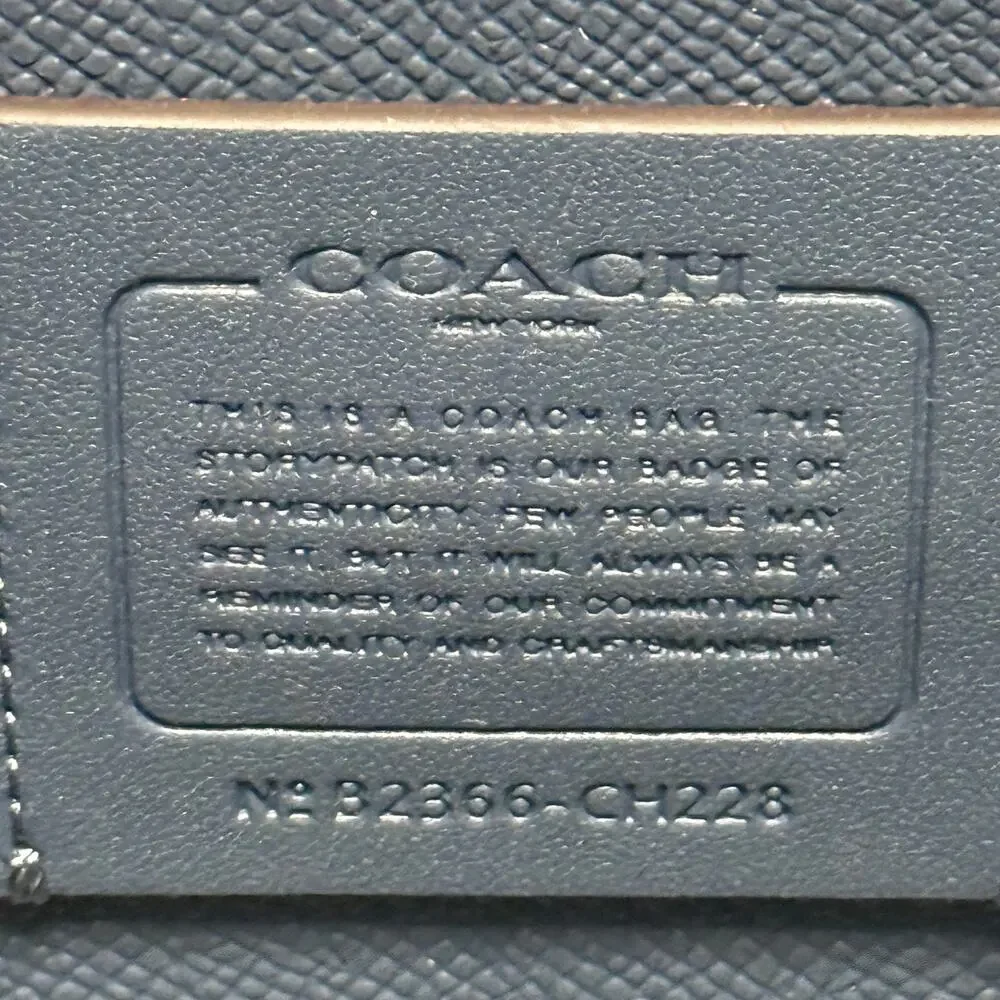 COACH
NEW YORK
THIS IS A COACH BAG. THE
STORYPATCH IS OUR BADGE OF
AUTHENTICITY. FEW PEOPLE MAY
SEE IT, BUT IT WILL ALWAYS BE A
REMINDER OF OUR COMMITMENT
TO QUALITY AND CRAFTSMANSHIP.
Nº B2366-CH228